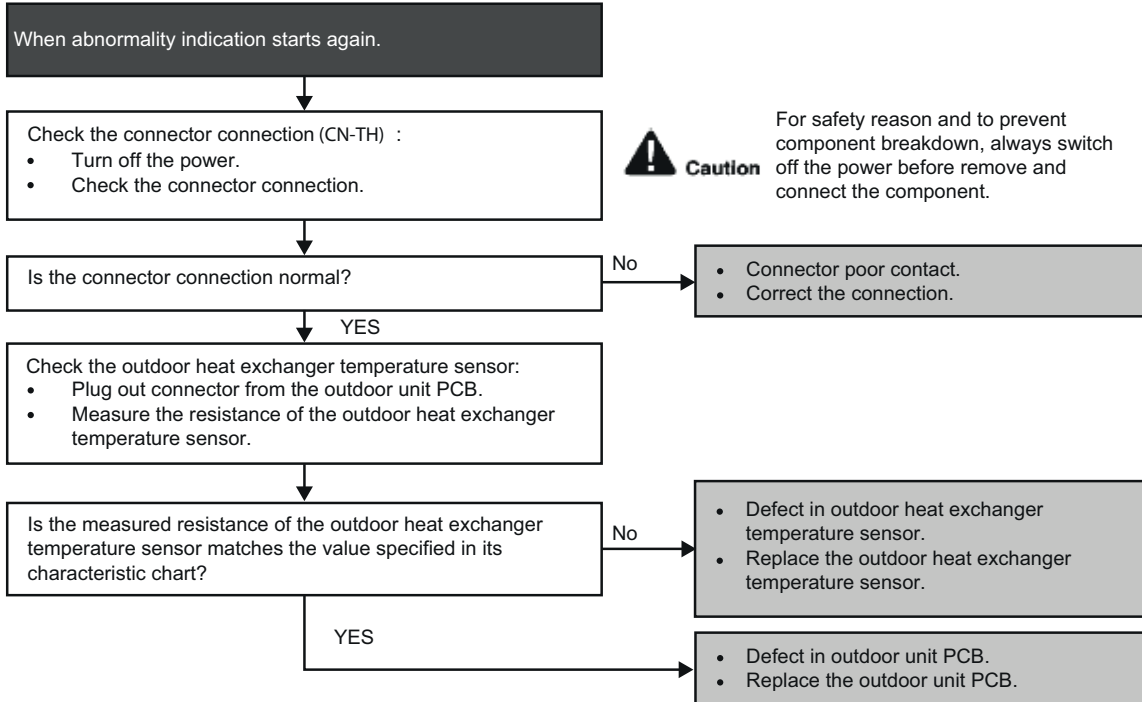 When abnormality indication starts again.
Check the connector connection (CN-TH) :
• Turn off the power.
• Check the connector connection.
Caution
For safety reason and to prevent
component breakdown, always switch
off the power before remove and
connect the component.
Is the connector connection normal?
No
• Connector poor contact.
• Correct the connection.
YES
Check the outdoor heat exchanger temperature sensor:
• Plug out connector from the outdoor unit PCB.
• Measure the resistance of the outdoor heat exchanger
temperature sensor.
Is the measured resistance of the outdoor heat exchanger
temperature sensor matches the value specified in its
characteristic chart?
No
• Defect in outdoor heat exchanger
temperature sensor.
• Replace the outdoor heat exchanger
temperature sensor.
YES
• Defect in outdoor unit PCB.
• Replace the outdoor unit PCB.